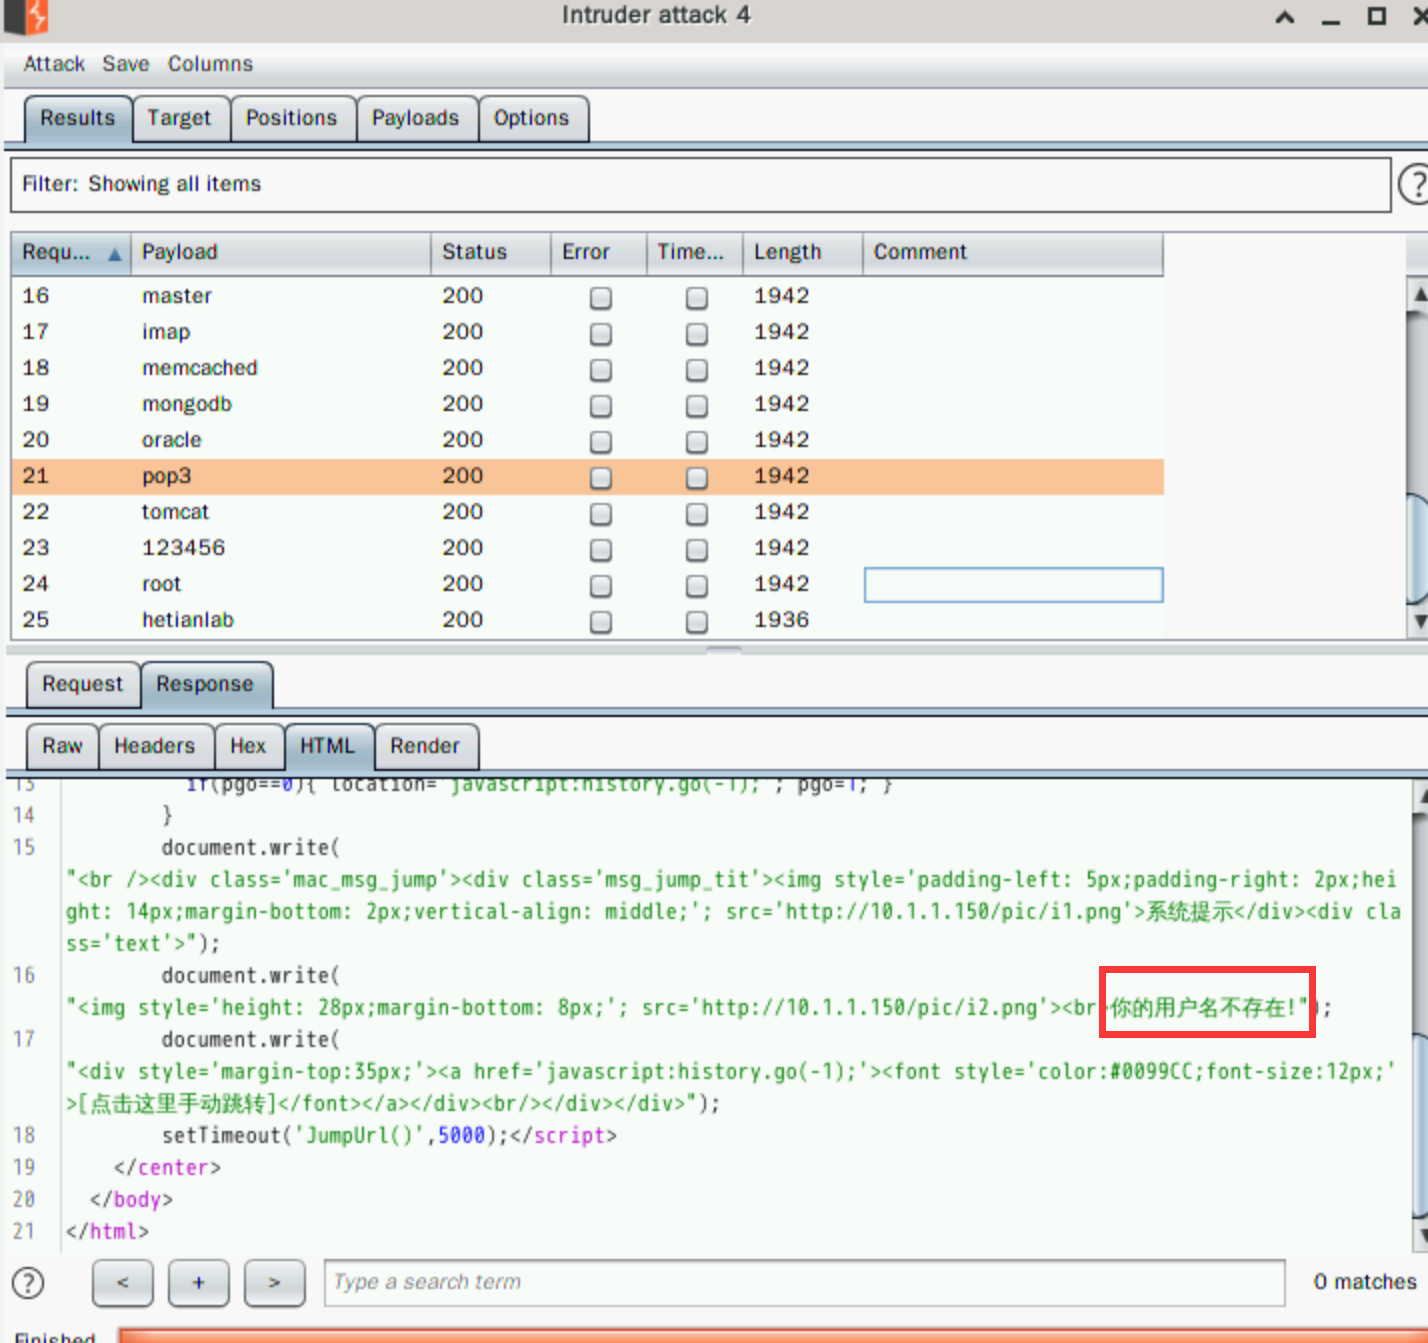 Intruder attack 4
Attack Save Columns
Results Target Positions Payloads Options
Filter: Showing all items
Requ... Payload Status Error Time... Length Comment
16 master 200 1942
17 imap 200 1942
18 memcached 200 1942
19 mongodb 200 1942
20 oracle 200 1942
21 pop3 200 1942
22 tomcat 200 1942
23 123456 200 1942
24 root 200 1942
25 hetianlab 200 1936
Request Response
Raw Headers Hex HTML Render
if(pgo==0){ location='javascript:history.go(-1);'; pgo=1; }
14 }
15 document.write(
"<br /><div class='mac_msg_jump'><div class='msg_jump_tit'><img style='padding-left: 5px;padding-right: 2px;hei
ght: 14px;margin-bottom: 2px;vertical-align: middle;'; src='http://10.1.1.150/pic/i1.png'>系统提示</div><div cla
ss='text'>");
16 document.write(
"<img style='height: 28px;margin-bottom: 8px;'; src='http://10.1.1.150/pic/i2.png'><br>你的用户名不存在!");
17 document.write(
"<div style='margin-top:35px;'><a href='javascript:history.go(-1);'><font style='color:#0099CC;font-size:12px;'
>[点击这里手动跳转]</font></a></div><br/></div></div>");
18 setTimeout('JumpUrl()',5000);</script>
19 </center>
20 </body>
21 </html>
? < + > Type a search term 0 matches
Finished